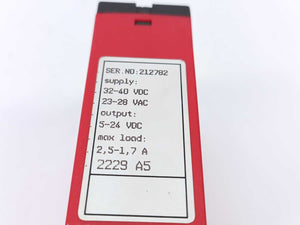 SER.NO:212782
supply:
32-40 VDC
23-28 VAC
output:
5-24 VDC
max load:
2,5-1,7 A
2229 A5